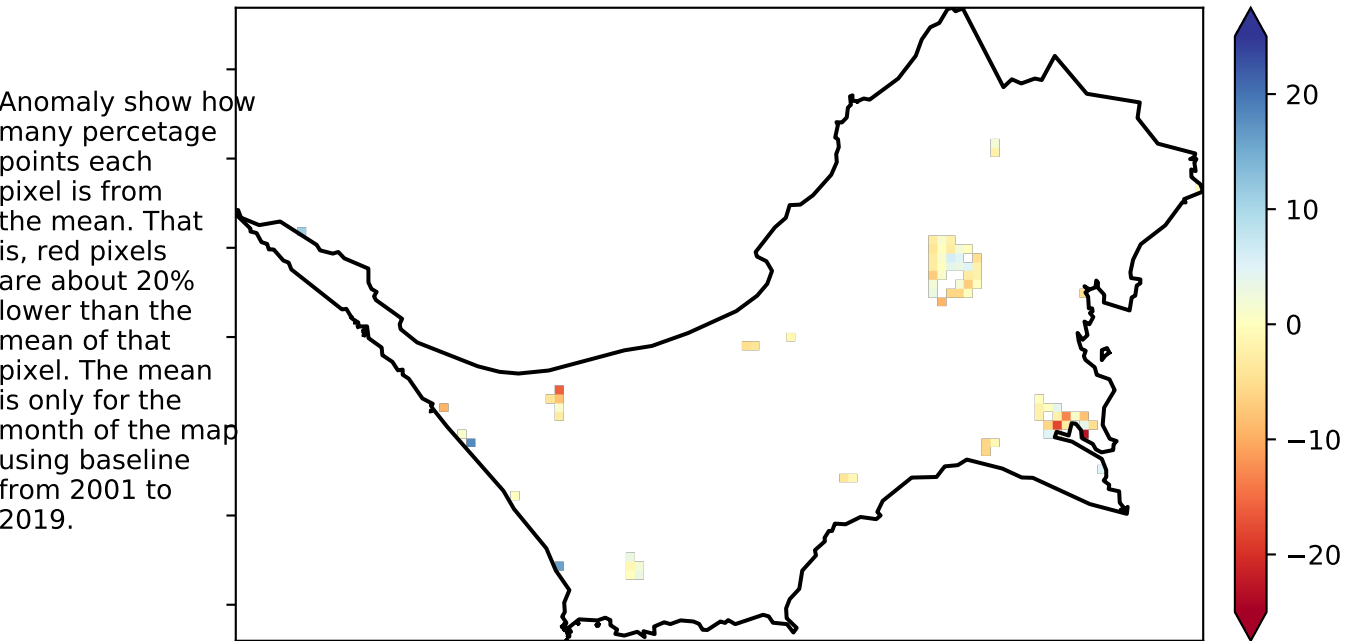 Anomaly show how
many percetage
points each
pixel is from
the mean. That
is, red pixels
are about 20%
lower than the
mean of that
pixel. The mean
is only for the
month of the map
using baseline
from 2001 to
2019.
20
10
0
−10
−20